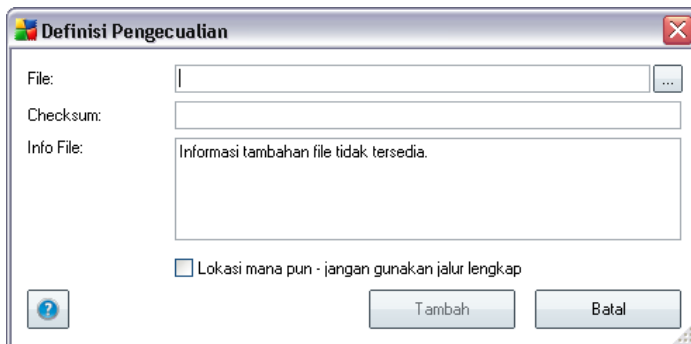 Definisi Pengecualian
File:
...
Checksum:
Info File:
Informasi tambahan file tidak tersedia.
Lokasi mana pun - jangan gunakan jalur lengkap
?
Tambah
Batal